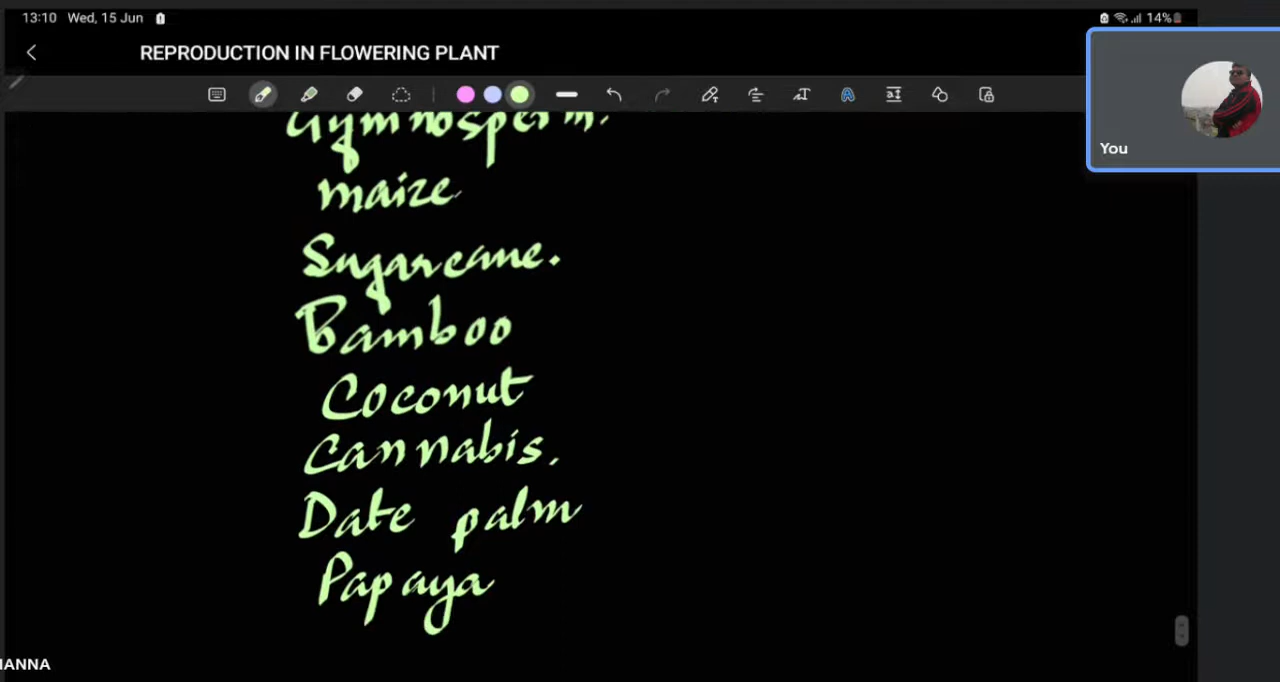 13:10 Wed, 15 Jun
14%
REPRODUCTION IN FLOWERING PLANT
You
Gymnosperm.
maize
Sugarcane.
Bamboo
Coconut
Cannabis.
Date palm
Papaya